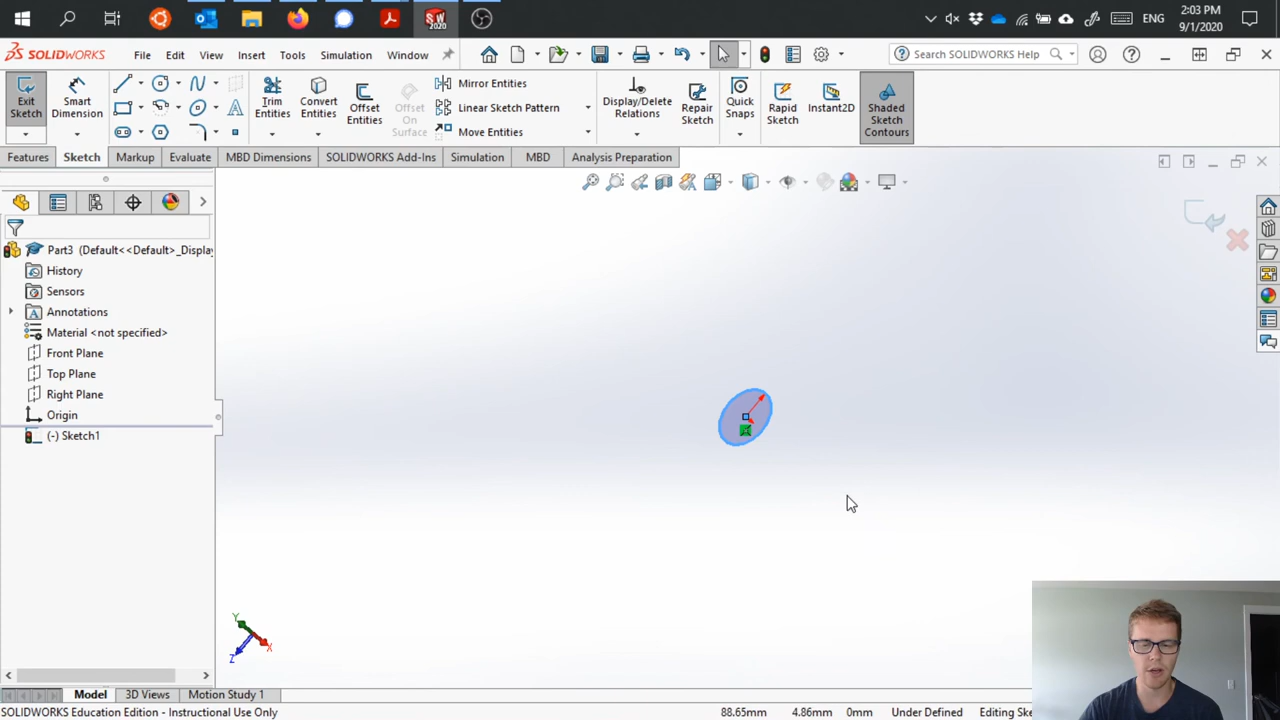 SW
2020
ENG
2:03 PM
9/1/2020
SOLIDWORKS
File
Edit
View
Insert
Tools
Simulation
Window
Search SOLIDWORKS Help
Exit
Sketch
Smart
Dimension
Trim
Entities
Convert
Entities
Offset
Entities
Offset
On
Surface
Mirror Entities
Linear Sketch Pattern
Move Entities
Display/Delete
Relations
Repair
Sketch
Quick
Snaps
Rapid
Sketch
Instant2D
Shaded
Sketch
Contours
Features
Sketch
Markup
Evaluate
MBD Dimensions
SOLIDWORKS Add-Ins
Simulation
MBD
Analysis Preparation
Part3 (Default<<Default>_Displa
History
Sensors
Annotations
Material <not specified>
Front Plane
Top Plane
Right Plane
Origin
(-) Sketch1
Y
X
Z
Model
3D Views
Motion Study 1
SOLIDWORKS Education Edition - Instructional Use Only
88.65mm
4.86mm
0mm
Under Defined
Editing Ske